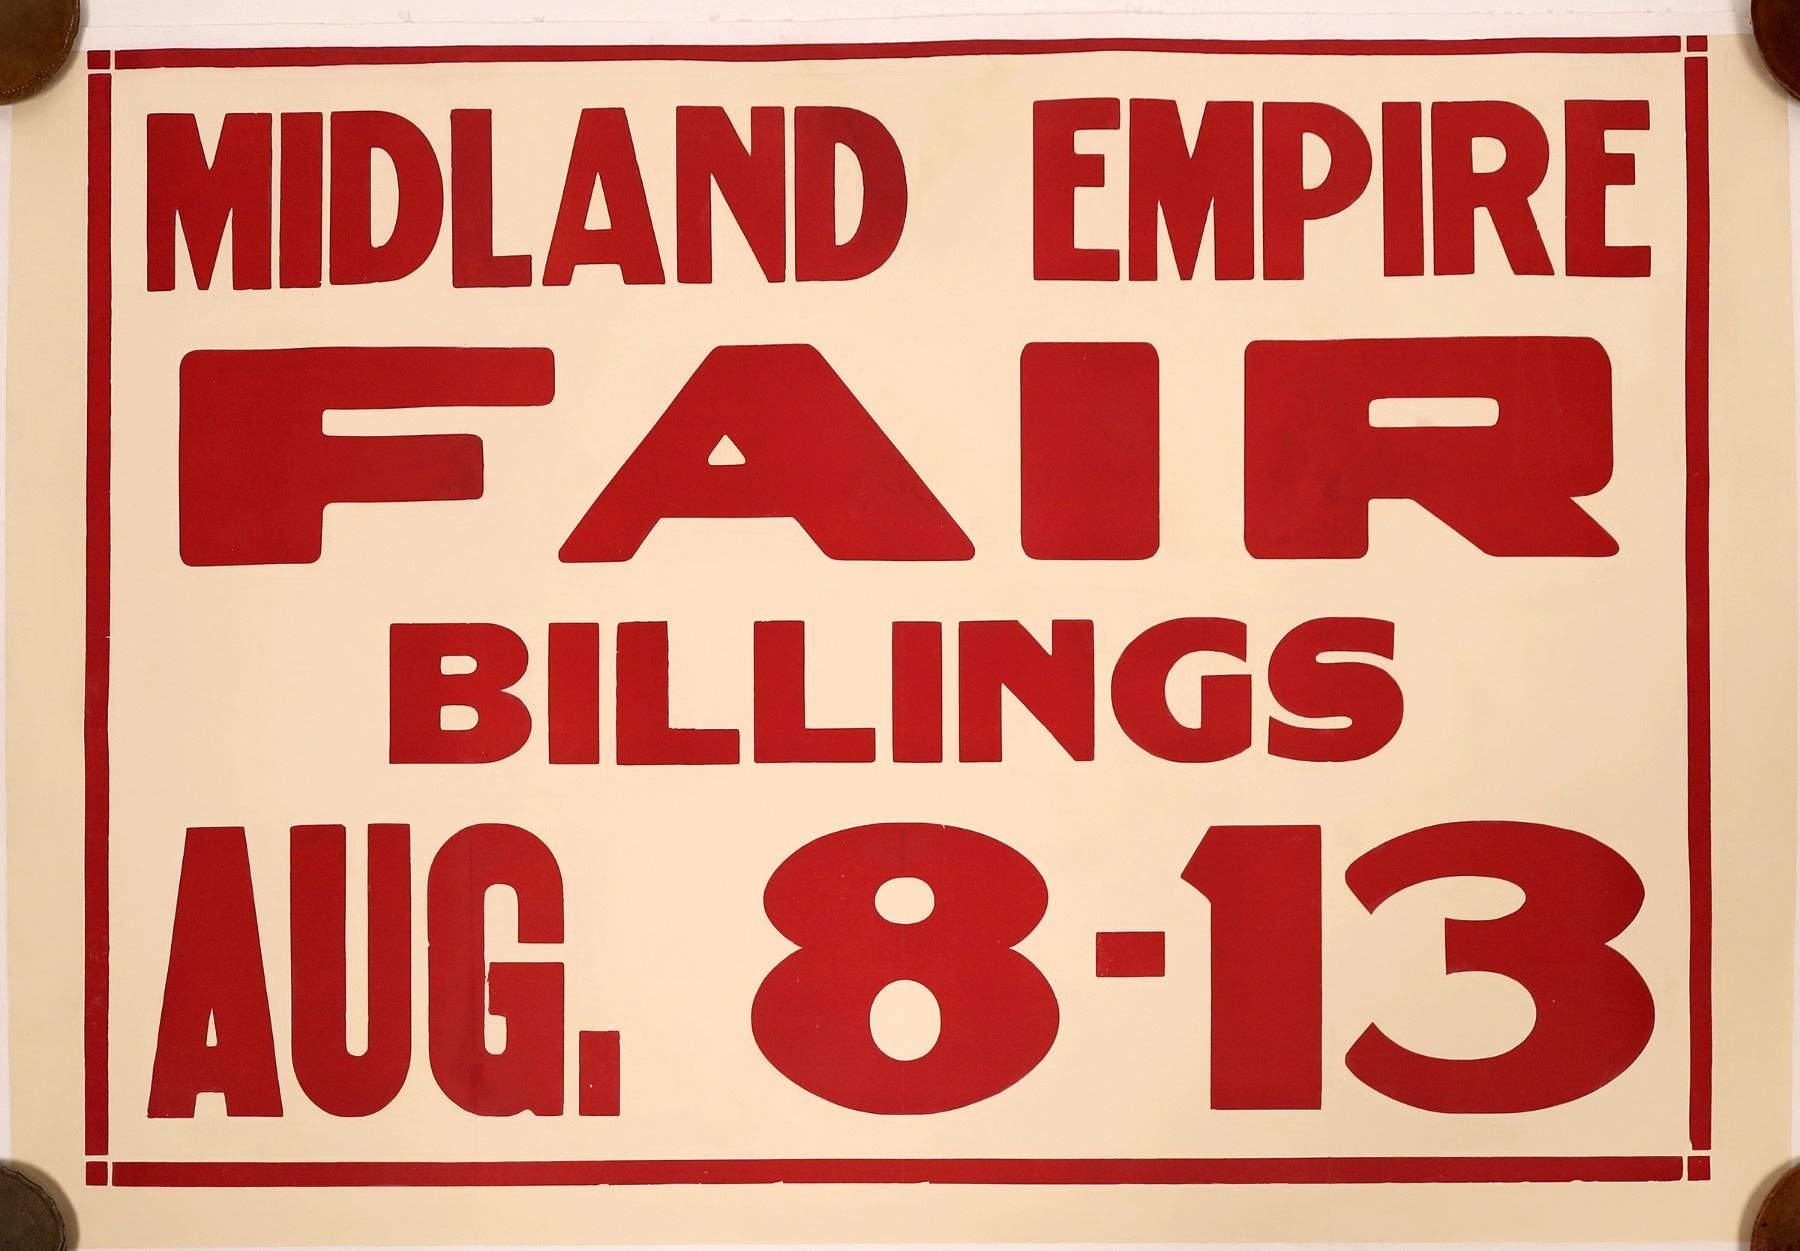 MIDLAND EMPIRE
FAIR
BILLINGS
AUG. 8-13